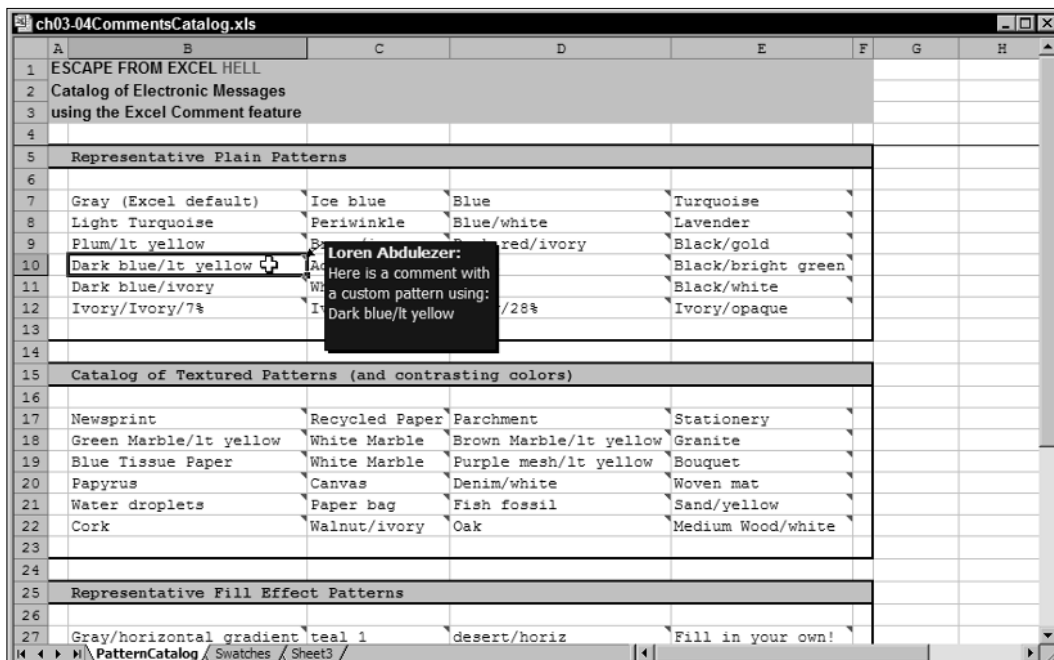 ch03-04CommentsCatalog.xls
A B C D E F G H
1 ESCAPE FROM EXCEL HELL
2 Catalog of Electronic Messages
3 using the Excel Comment feature
4
5 Representative Plain Patterns
6
7 Gray (Excel default) Ice blue Blue Turquoise
8 Light Turquoise Periwinkle Blue/white Lavender
9 Plum/lt yellow red/ivory Black/gold
10 Dark blue/lt yellow Black/bright green
11 Dark blue/ivory Black/white
12 Ivory/Ivory/7% /28% Ivory/opaque
Loren Abdulezer:
Here is a comment with
a custom pattern using:
Dark blue/lt yellow
13
14
15 Catalog of Textured Patterns (and contrasting colors)
16
17 Newsprint Recycled Paper Parchment Stationery
18 Green Marble/lt yellow White Marble Brown Marble/lt yellow Granite
19 Blue Tissue Paper White Marble Purple mesh/lt yellow Bouquet
20 Papyrus Canvas Denim/white Woven mat
21 Water droplets Paper bag Fish fossil Sand/yellow
22 Cork Walnut/ivory Oak Medium Wood/white
23
24
25 Representative Fill Effect Patterns
26
27 Gray/horizontal gradient teal 1 desert/horiz Fill in your own!
PatternCatalog Swatches Sheet3